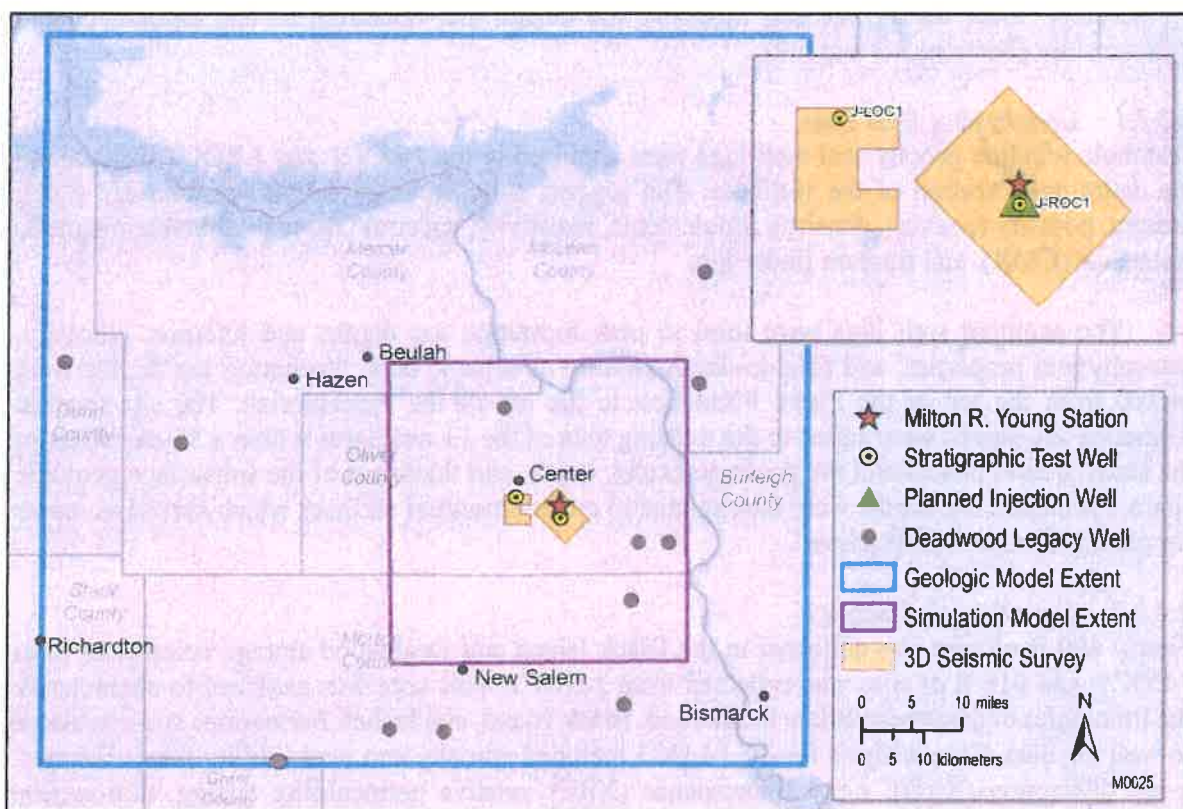 J-LOC1
J-ROC1
Mercer
County
McLean
County
Beulah
Hazen
Dunn
County
Oliver
County
Center
Burleigh
County
Stark
County
Richardton
Morton
County
New Salem
Bismarck
Milton R. Young Station
Stratigraphic Test Well
Planned Injection Well
Deadwood Legacy Well
Geologic Model Extent
Simulation Model Extent
3D Seismic Survey
0 5 10 miles
0 5 10 kilometers
N
M0025